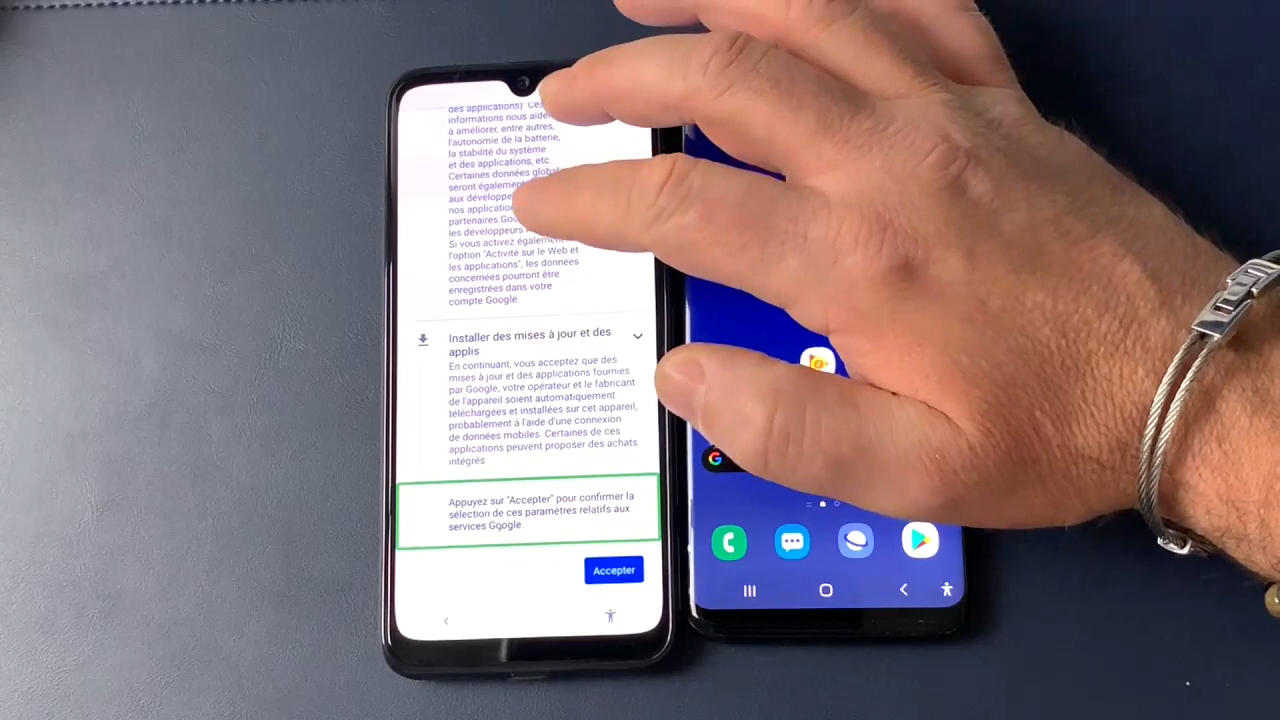 des applications) Ces
informations nous aide
à améliorer, entre autres,
l'autonomie de la batterie,
la stabilité du système
et des applications, etc.
Certaines données globa
seront également
aux développe
nos application
partenaires Goo
les développeurs
Si vous activez égaleme
l'option "Activité sur le Web et
les applications", les données
concernées pourront être
enregistrées dans votre
compte Google
Installer des mises à jour et des
applis
En continuant, vous acceptez que des
mises à jour et des applications fournies
par Google, votre opérateur et le fabricant
de l'appareil soient automatiquement
téléchargées et installées sur cet appareil,
probablement à l'aide d'une connexion
de données mobiles. Certaines de ces
applications peuvent proposer des achats
intégrés
Appuyez sur "Accepter" pour confirmer la
sélection de ces paramètres relatifs aux
services Google.
Accepter
G